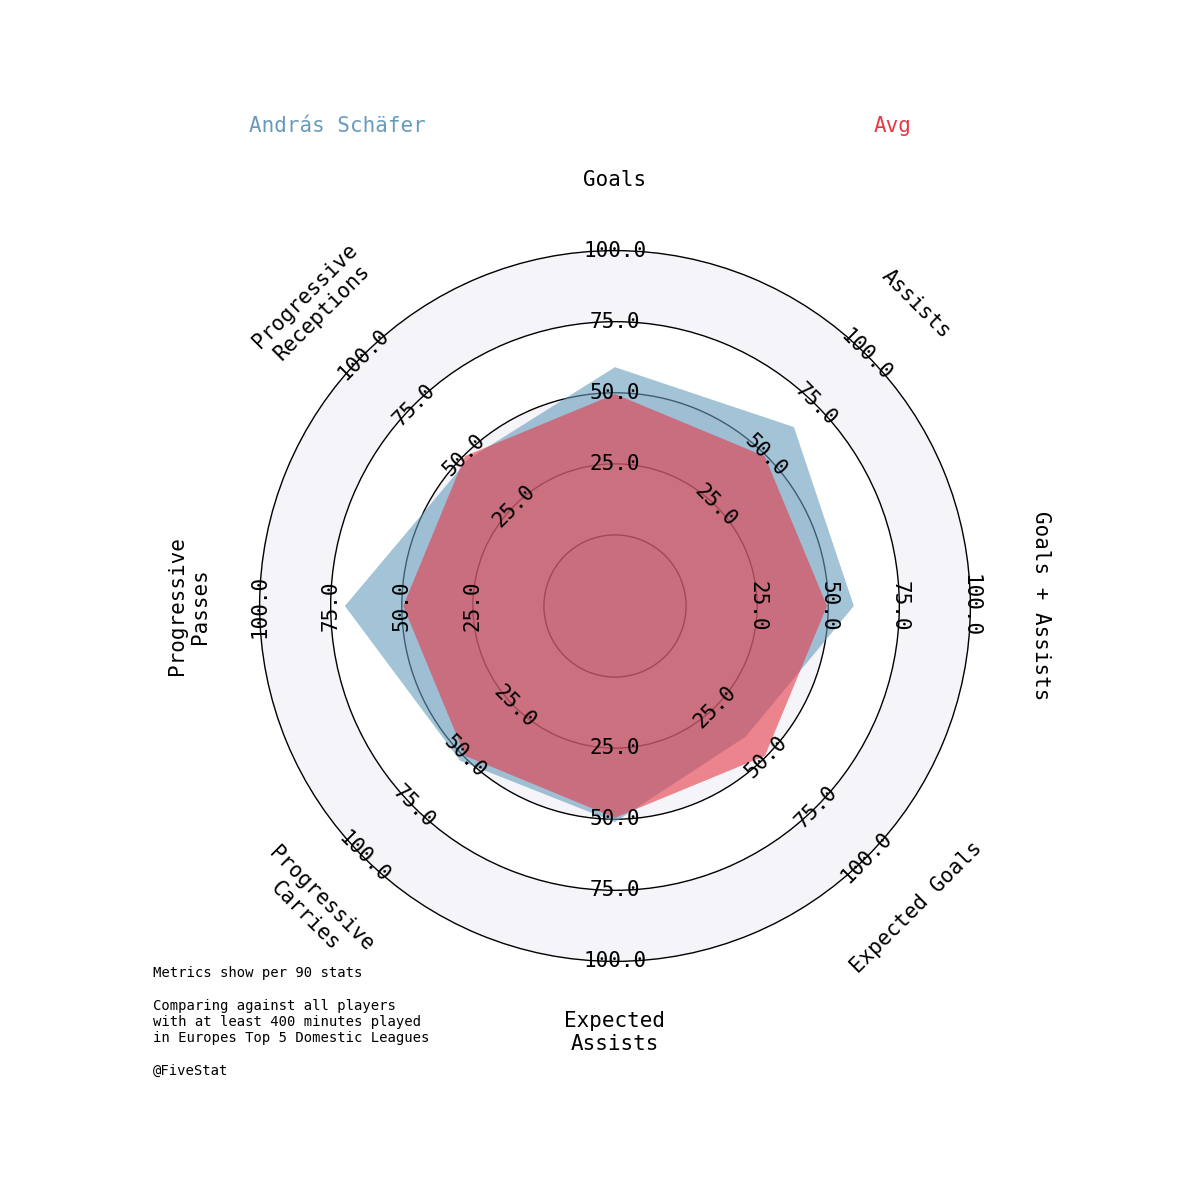 András Schäfer
Avg
Goals
Assists
Goals + Assists
Expected Goals
Expected
Assists
Progressive
Carries
Progressive
Passes
Progressive
Receptions
25.0
50.0
75.0
100.0
25.0
50.0
75.0
100.0
25.0
50.0
75.0
100.0
25.0
50.0
75.0
100.0
25.0
50.0
75.0
100.0
25.0
50.0
75.0
100.0
25.0
50.0
75.0
100.0
25.0
50.0
75.0
100.0
Metrics show per 90 stats
Comparing against all players
with at least 400 minutes played
in Europes Top 5 Domestic Leagues
@FiveStat